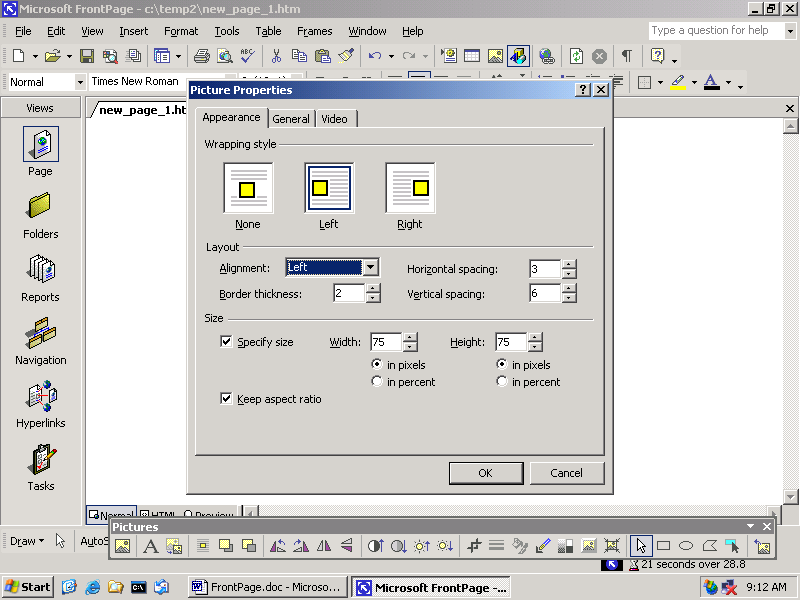 Microsoft FrontPage - c:\temp2\new_page_1.htm
File Edit View Insert Format Tools Table Frames Window Help
Type a question for help
Normal Times New Roman
Views
new_page_1.ht
Page
Folders
Reports
Navigation
Hyperlinks
Tasks
Picture Properties
Appearance General Video
Wrapping style
None Left Right
Layout
Alignment: Left Horizontal spacing: 3
Border thickness: 2 Vertical spacing: 6
Size
Specify size Width: 75 Height: 75
in pixels in pixels
in percent in percent
Keep aspect ratio
OK Cancel
Normal HTML Preview
Draw AutoS
Pictures
21 seconds over 28.8
Start FrontPage.doc - Microso... Microsoft FrontPage -... 9:12 AM